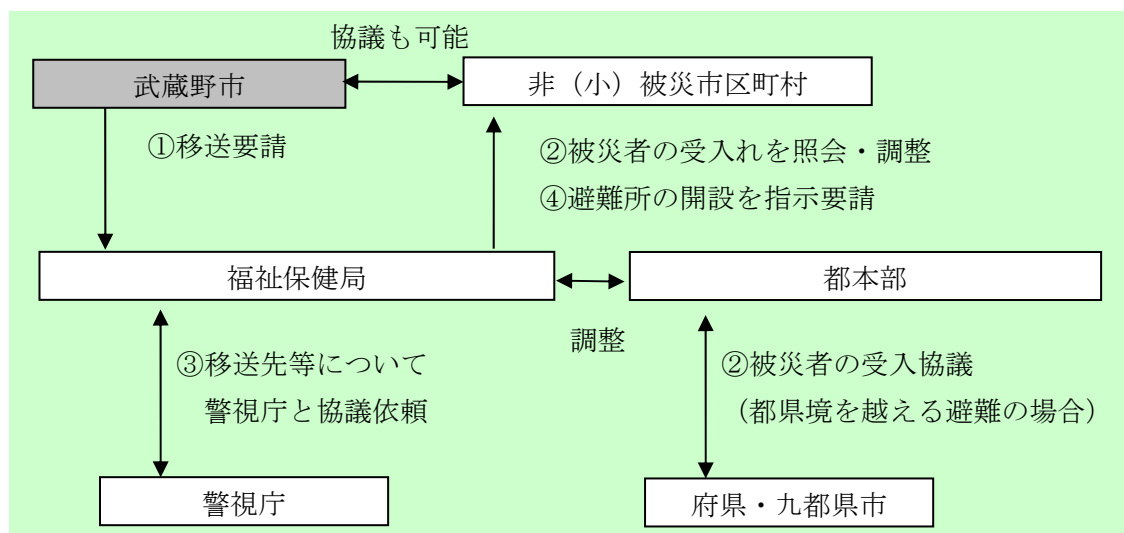 協議も可能
武蔵野市
非（小）被災市区町村
①移送要請
②被災者の受入れを照会・調整
④避難所の開設を指示要請
福祉保健局
都本部
調整
③移送先等について
警視庁と協議依頼
②被災者の受入協議
（都県境を越える避難の場合）
警視庁
府県・九都県市